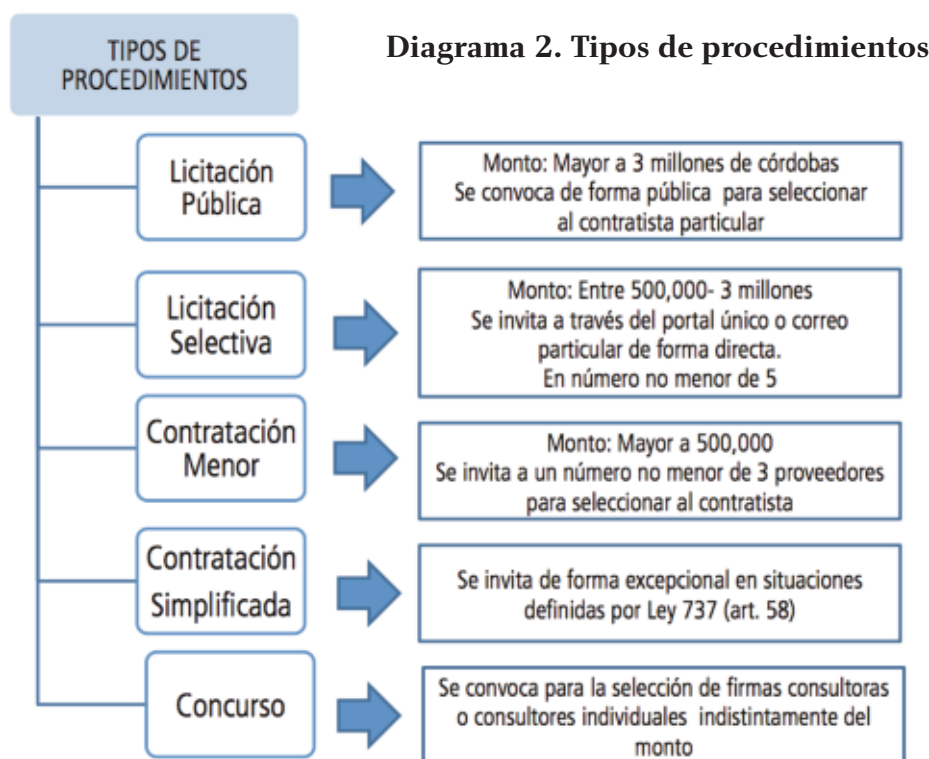 TIPOS DE
PROCEDIMIENTOS
Diagrama 2. Tipos de procedimientos
Licitación
Pública
Monto: Mayor a 3 millones de córdobas
Se convoca de forma pública para seleccionar
al contratista particular
Licitación
Selectiva
Monto: Entre 500,000- 3 millones
Se invita a través del portal único o correo
particular de forma directa.
En número no menor de 5
Contratación
Menor
Monto: Mayor a 500,000
Se invita a un número no menor de 3 proveedores
para seleccionar al contratista
Contratación
Simplificada
Se invita de forma excepcional en situaciones
definidas por Ley 737 (art. 58)
Concurso
Se convoca para la selección de firmas consultoras
o consultores individuales indistintamente del
monto